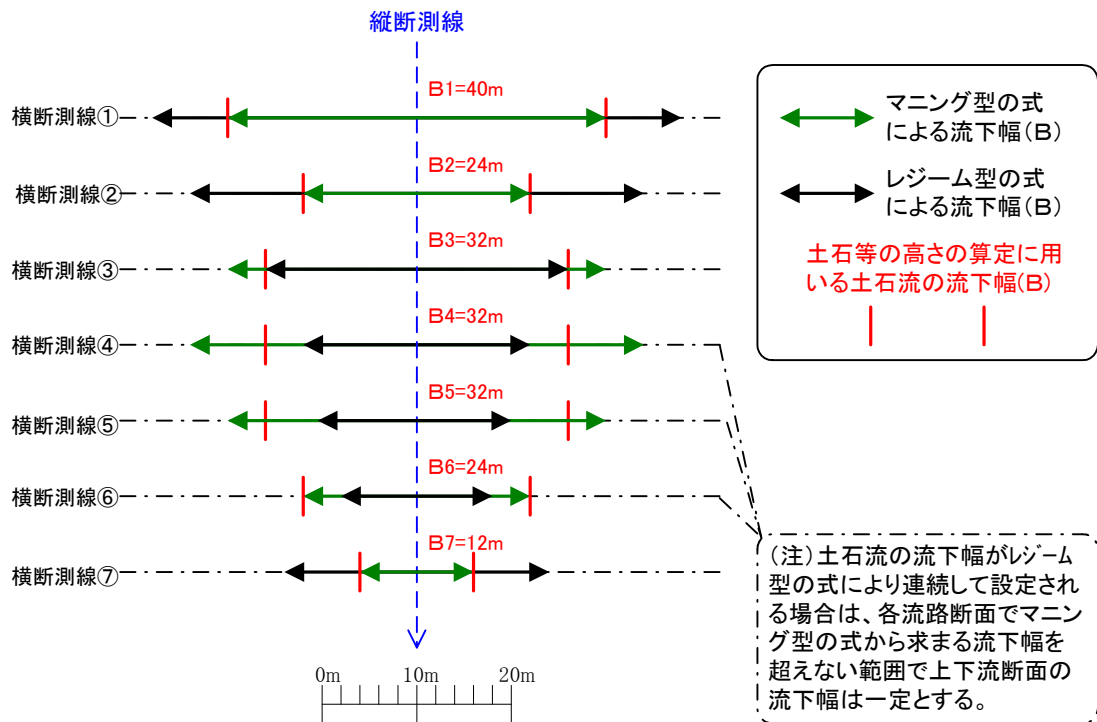 縦断測線
B1=40m
横断測線①
B2=24m
横断測線②
B3=32m
横断測線③
B4=32m
横断測線④
B5=32m
横断測線⑤
B6=24m
横断測線⑥
B7=12m
横断測線⑦
0m 10m 20m
マニング型の式
による流下幅(B)
レジーム型の式
による流下幅(B)
土石等の高さの算定に用
いる土石流の流下幅(B)
(注)土石流の流下幅がレジーム
型の式により連続して設定され
る場合は、各流路断面でマニン
グ型の式から求まる流下幅を
超えない範囲で上下流断面の
流下幅は一定とする。